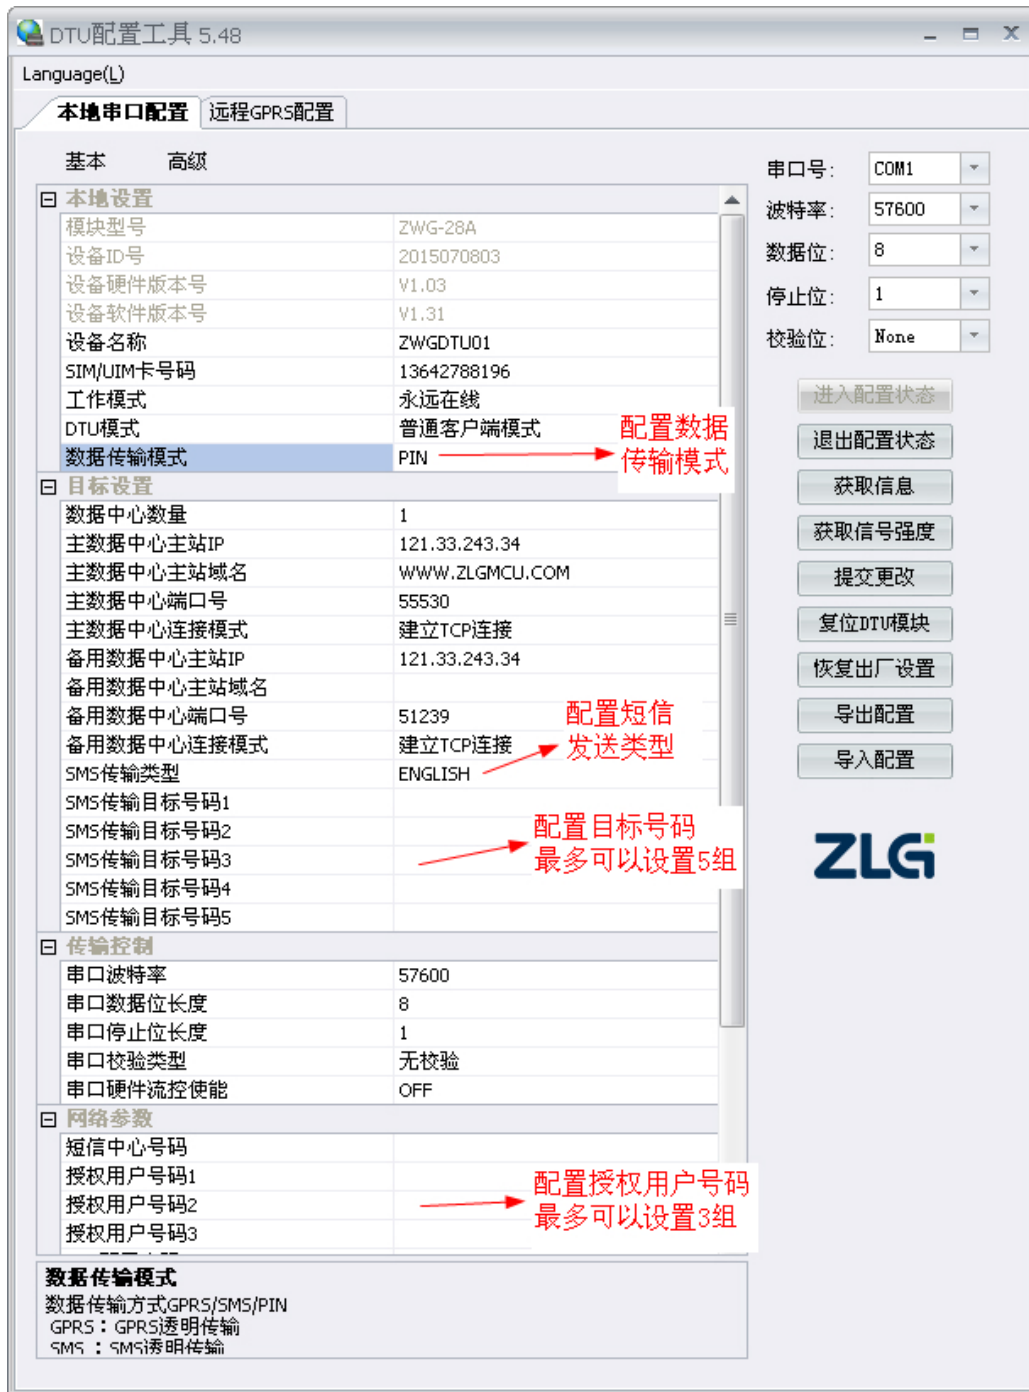 DTU配置工具 5.48
Language(L)
本地串口配置 远程GPRS配置
基本 高级
本地设置
模块型号 ZWG-28A
设备ID号 2015070803
设备硬件版本号 V1.03
设备软件版本号 V1.31
设备名称 ZWGDTU01
SIM/UIM卡号码 13642788196
工作模式 永远在线
DTU模式 普通客户端模式
数据传输模式 PIN
配置数据
传输模式
目标设置
数据中心数量 1
主数据中心主站IP 121.33.243.34
主数据中心主站域名 WWW.ZLGMCU.COM
主数据中心端口号 55530
主数据中心连接模式 建立TCP连接
备用数据中心主站IP 121.33.243.34
备用数据中心主站域名
备用数据中心端口号 51239
备用数据中心连接模式 建立TCP连接
SMS传输类型 ENGLISH
配置短信
发送类型
SMS传输目标号码1
SMS传输目标号码2
SMS传输目标号码3
SMS传输目标号码4
SMS传输目标号码5
配置目标号码
最多可以设置5组
传输控制
串口波特率 57600
串口数据位长度 8
串口停止位长度 1
串口校验类型 无校验
串口硬件流控使能 OFF
网络参数
短信中心号码
授权用户号码1
授权用户号码2
授权用户号码3
配置授权用户号码
最多可以设置3组
数据传输模式
数据传输方式GPRS/SMS/PIN
GPRS：GPRS透明传输
SMS ：SMS透明传输
串口号: COM1
波特率: 57600
数据位: 8
停止位: 1
校验位: None
进入配置状态
退出配置状态
获取信息
获取信号强度
提交更改
复位DTU模块
恢复出厂设置
导出配置
导入配置
ZLG